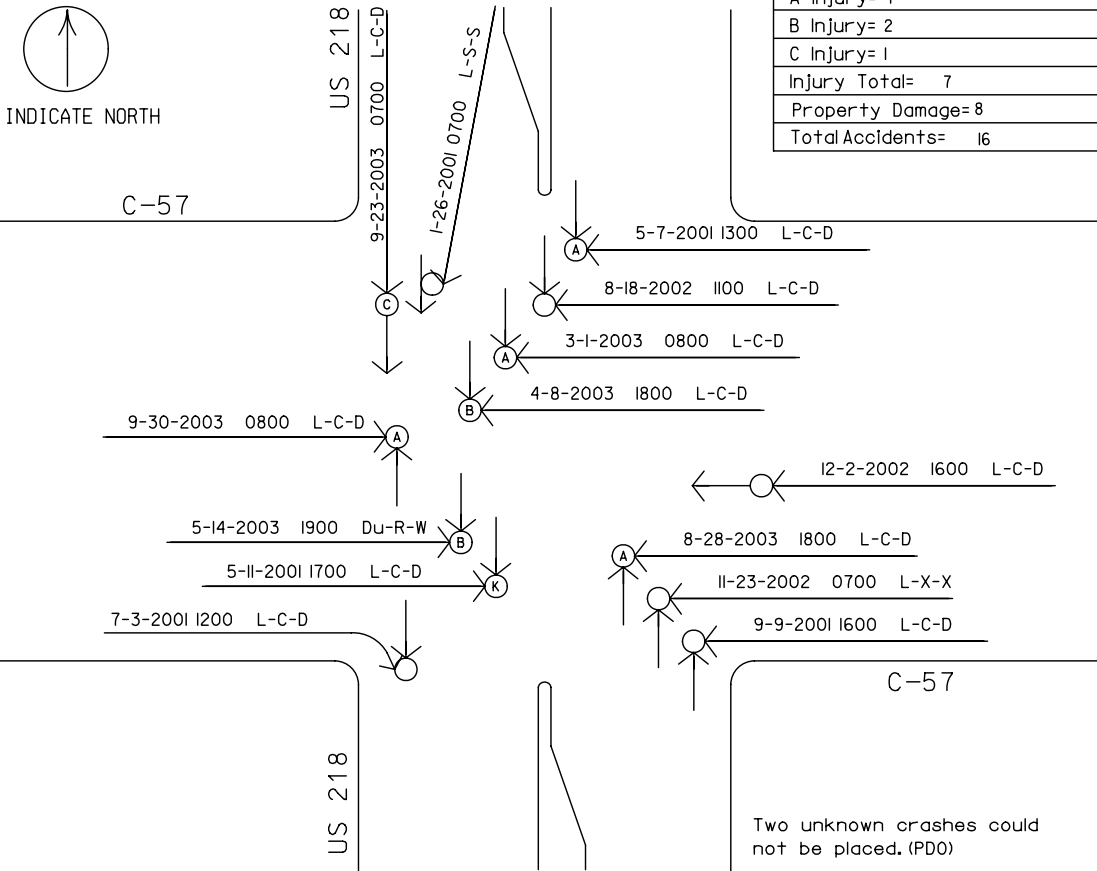 A Injury= 4
B Injury= 2
C Injury= 1
Injury Total= 7
Property Damage= 8
Total Accidents= 16
INDICATE NORTH
US 218
C-57
9-23-2003 0700 L-C-D
1-26-2001 0700 L-S-S
5-7-2001 1300 L-C-D
A
8-18-2002 1100 L-C-D
C
3-1-2003 0800 L-C-D
A
4-8-2003 1800 L-C-D
B
9-30-2003 0800 L-C-D
A
12-2-2002 1600 L-C-D
5-14-2003 1900 Du-R-W
B
8-28-2003 1800 L-C-D
A
5-11-2001 1700 L-C-D
K
11-23-2002 0700 L-X-X
7-3-2001 1200 L-C-D
9-9-2001 1600 L-C-D
C-57
US 218
Two unknown crashes could
not be placed. (PDO)